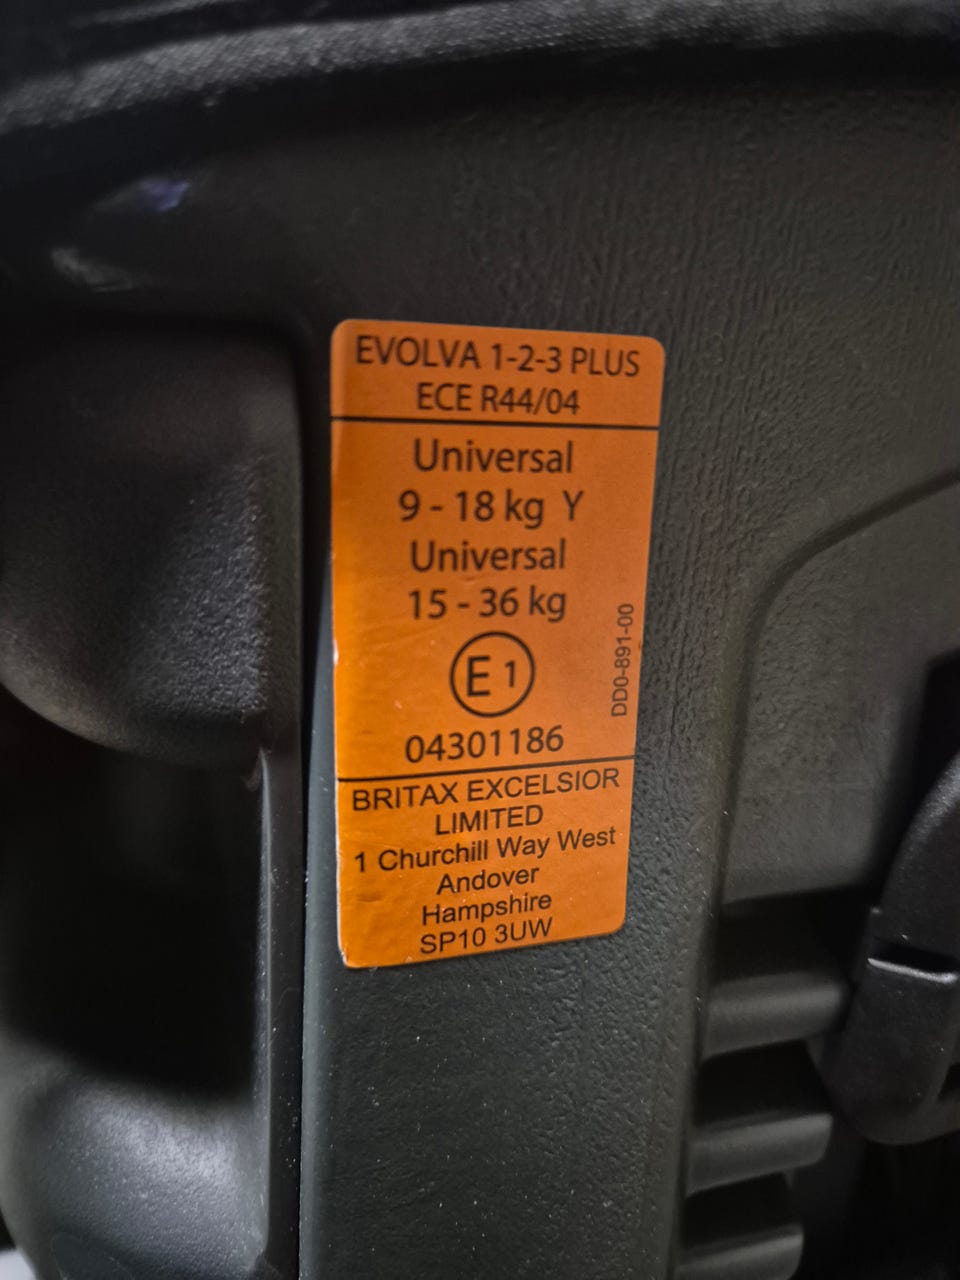 EVOLVA 1-2-3 PLUS
ECE R44/04
Universal
9 - 18 kg Y
Universal
15 - 36 kg
E 1
04301186
DD0-891-00
BRITAX EXCELSIOR
LIMITED
1 Churchill Way West
Andover
Hampshire
SP10 3UW